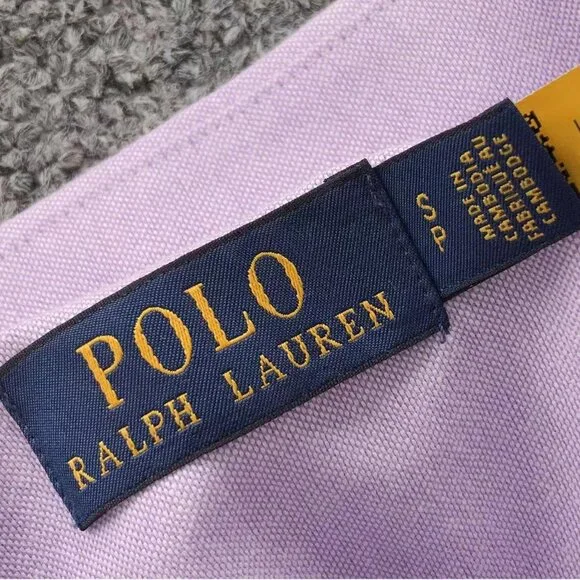 POLO
RALPH LAUREN
S
P
MADE IN
CAMBODIA
FABRIQUÉ AU
CAMBODGE